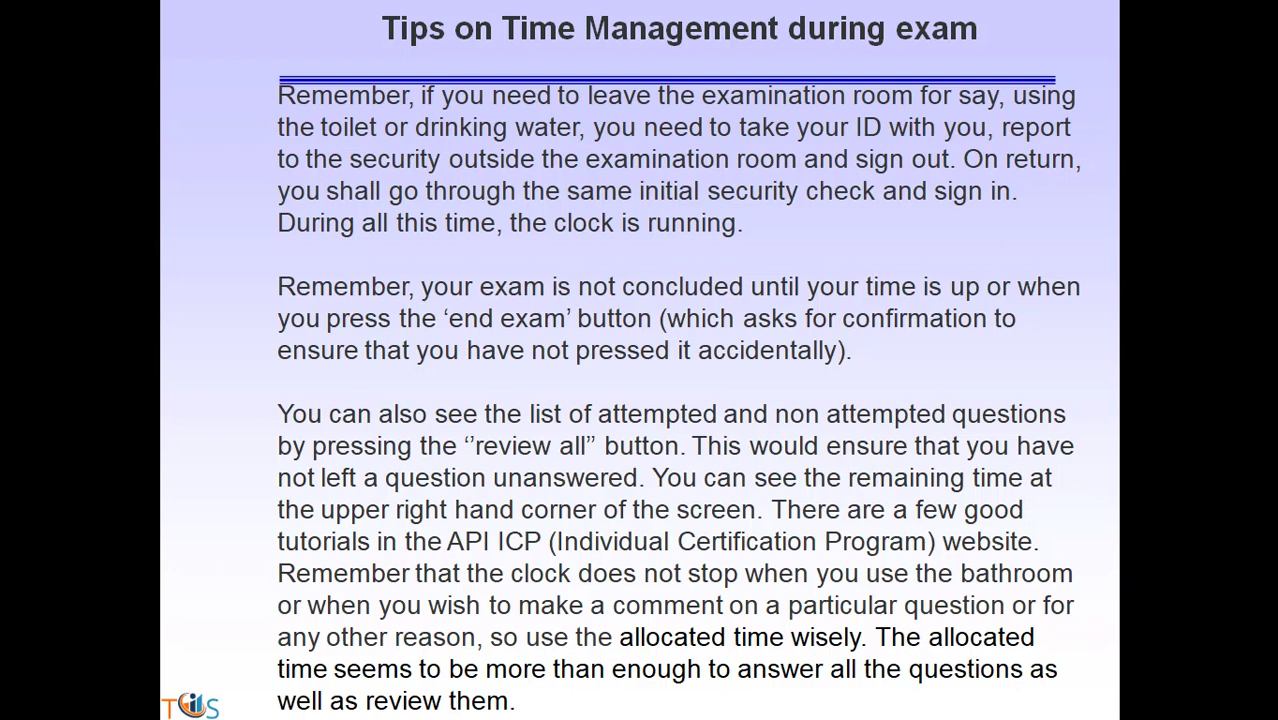 Tips on Time Management during exam
Remember, if you need to leave the examination room for say, using
the toilet or drinking water, you need to take your ID with you, report
to the security outside the examination room and sign out. On return,
you shall go through the same initial security check and sign in.
During all this time, the clock is running.
Remember, your exam is not concluded until your time is up or when
you press the ‘end exam’ button (which asks for confirmation to
ensure that you have not pressed it accidentally).
You can also see the list of attempted and non attempted questions
by pressing the ‘’review all” button. This would ensure that you have
not left a question unanswered. You can see the remaining time at
the upper right hand corner of the screen. There are a few good
tutorials in the API ICP (Individual Certification Program) website.
Remember that the clock does not stop when you use the bathroom
or when you wish to make a comment on a particular question or for
any other reason, so use the allocated time wisely. The allocated
time seems to be more than enough to answer all the questions as
well as review them.